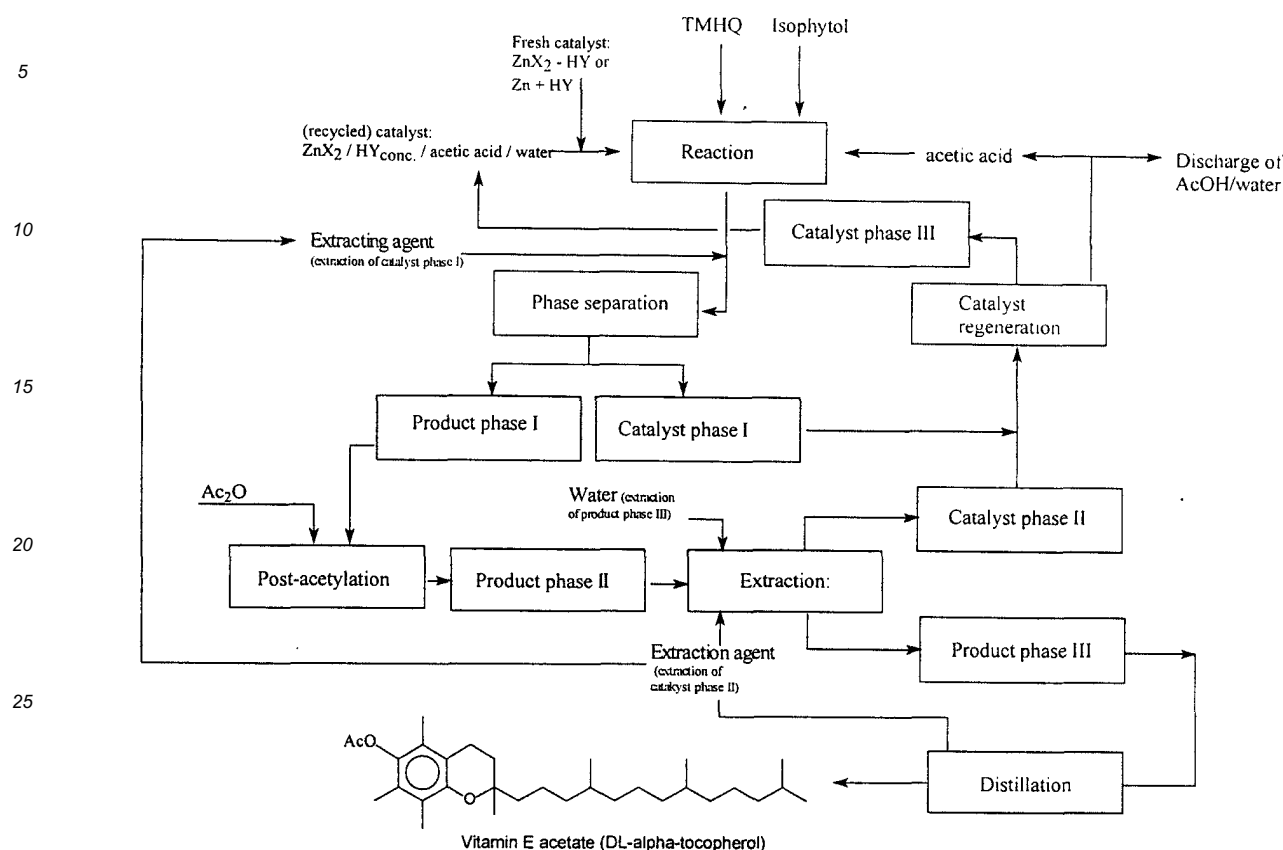 TMHQ Isophytol
Fresh catalyst:
ZnX2 - HY or
Zn + HY
5
(recycled) catalyst:
ZnX2 / HYconc. / acetic acid / water
Reaction
acetic acid
Discharge of
AcOH/water
10
Extracting agent
(extraction of catalyst phase I)
Catalyst phase III
Phase separation
Catalyst
regeneration
15
Product phase I
Catalyst phase I
Ac2O
Water (extraction
of product phase III)
Catalyst phase II
20
Post-acetylation
Product phase II
Extraction:
Extraction agent
(extraction of
catalyst phase II)
Product phase III
25
AcO
O
Distillation
Vitamin E acetate (DL-alpha-tocopherol)